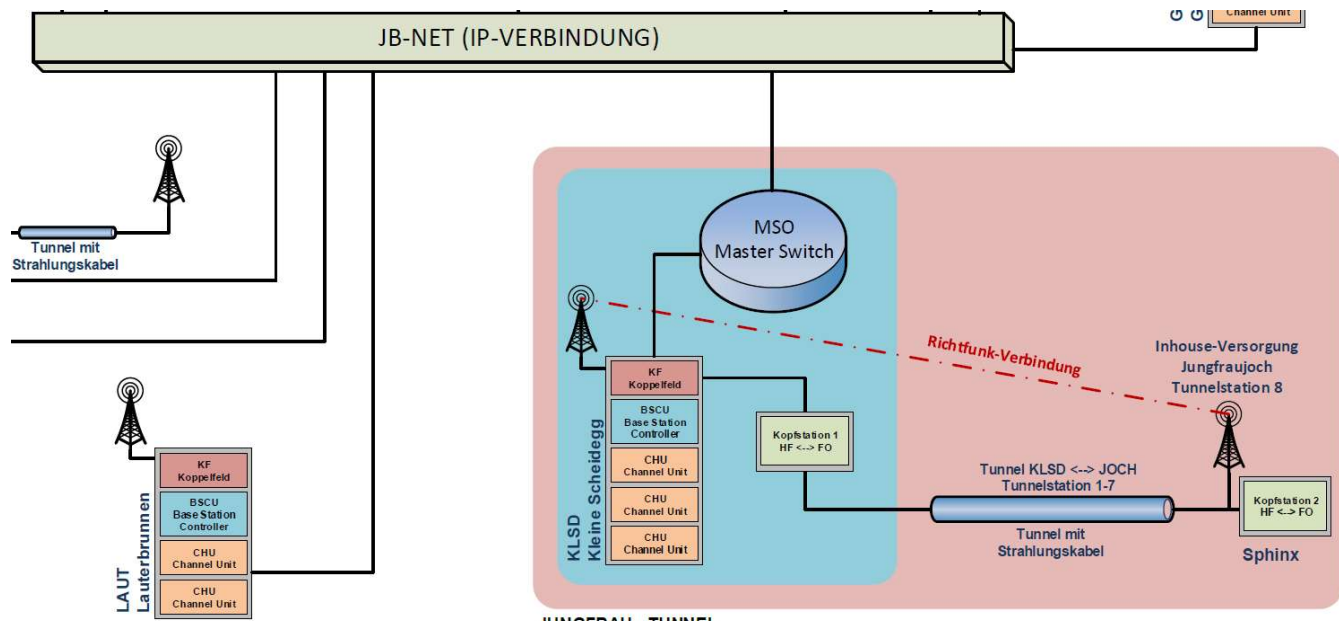 JB-NET (IP-VERBINDUNG)
G
G
Channel Unit
Tunnel mit
Strahlungskabel
MSO
Master Switch
Richtfunk-Verbindung
Inhouse-Versorgung
Jungfraujoch
Tunnelstation 8
KF
Koppelfeld
BSCU
Base Station
Controller
CHU
Channel Unit
CHU
Channel Unit
CHU
Channel Unit
KLSD
Kleine Scheidegg
Kopfstation 1
HF <--> FO
Tunnel KLSD <--> JOCH
Tunnelstation 1-7
Tunnel mit
Strahlungskabel
Kopfstation 2
HF <--> FO
Sphinx
KF
Koppelfeld
BSCU
Base Station
Controller
CHU
Channel Unit
CHU
Channel Unit
LAUT
Lauterbrunnen
JUNGFRAU - TUNNEL